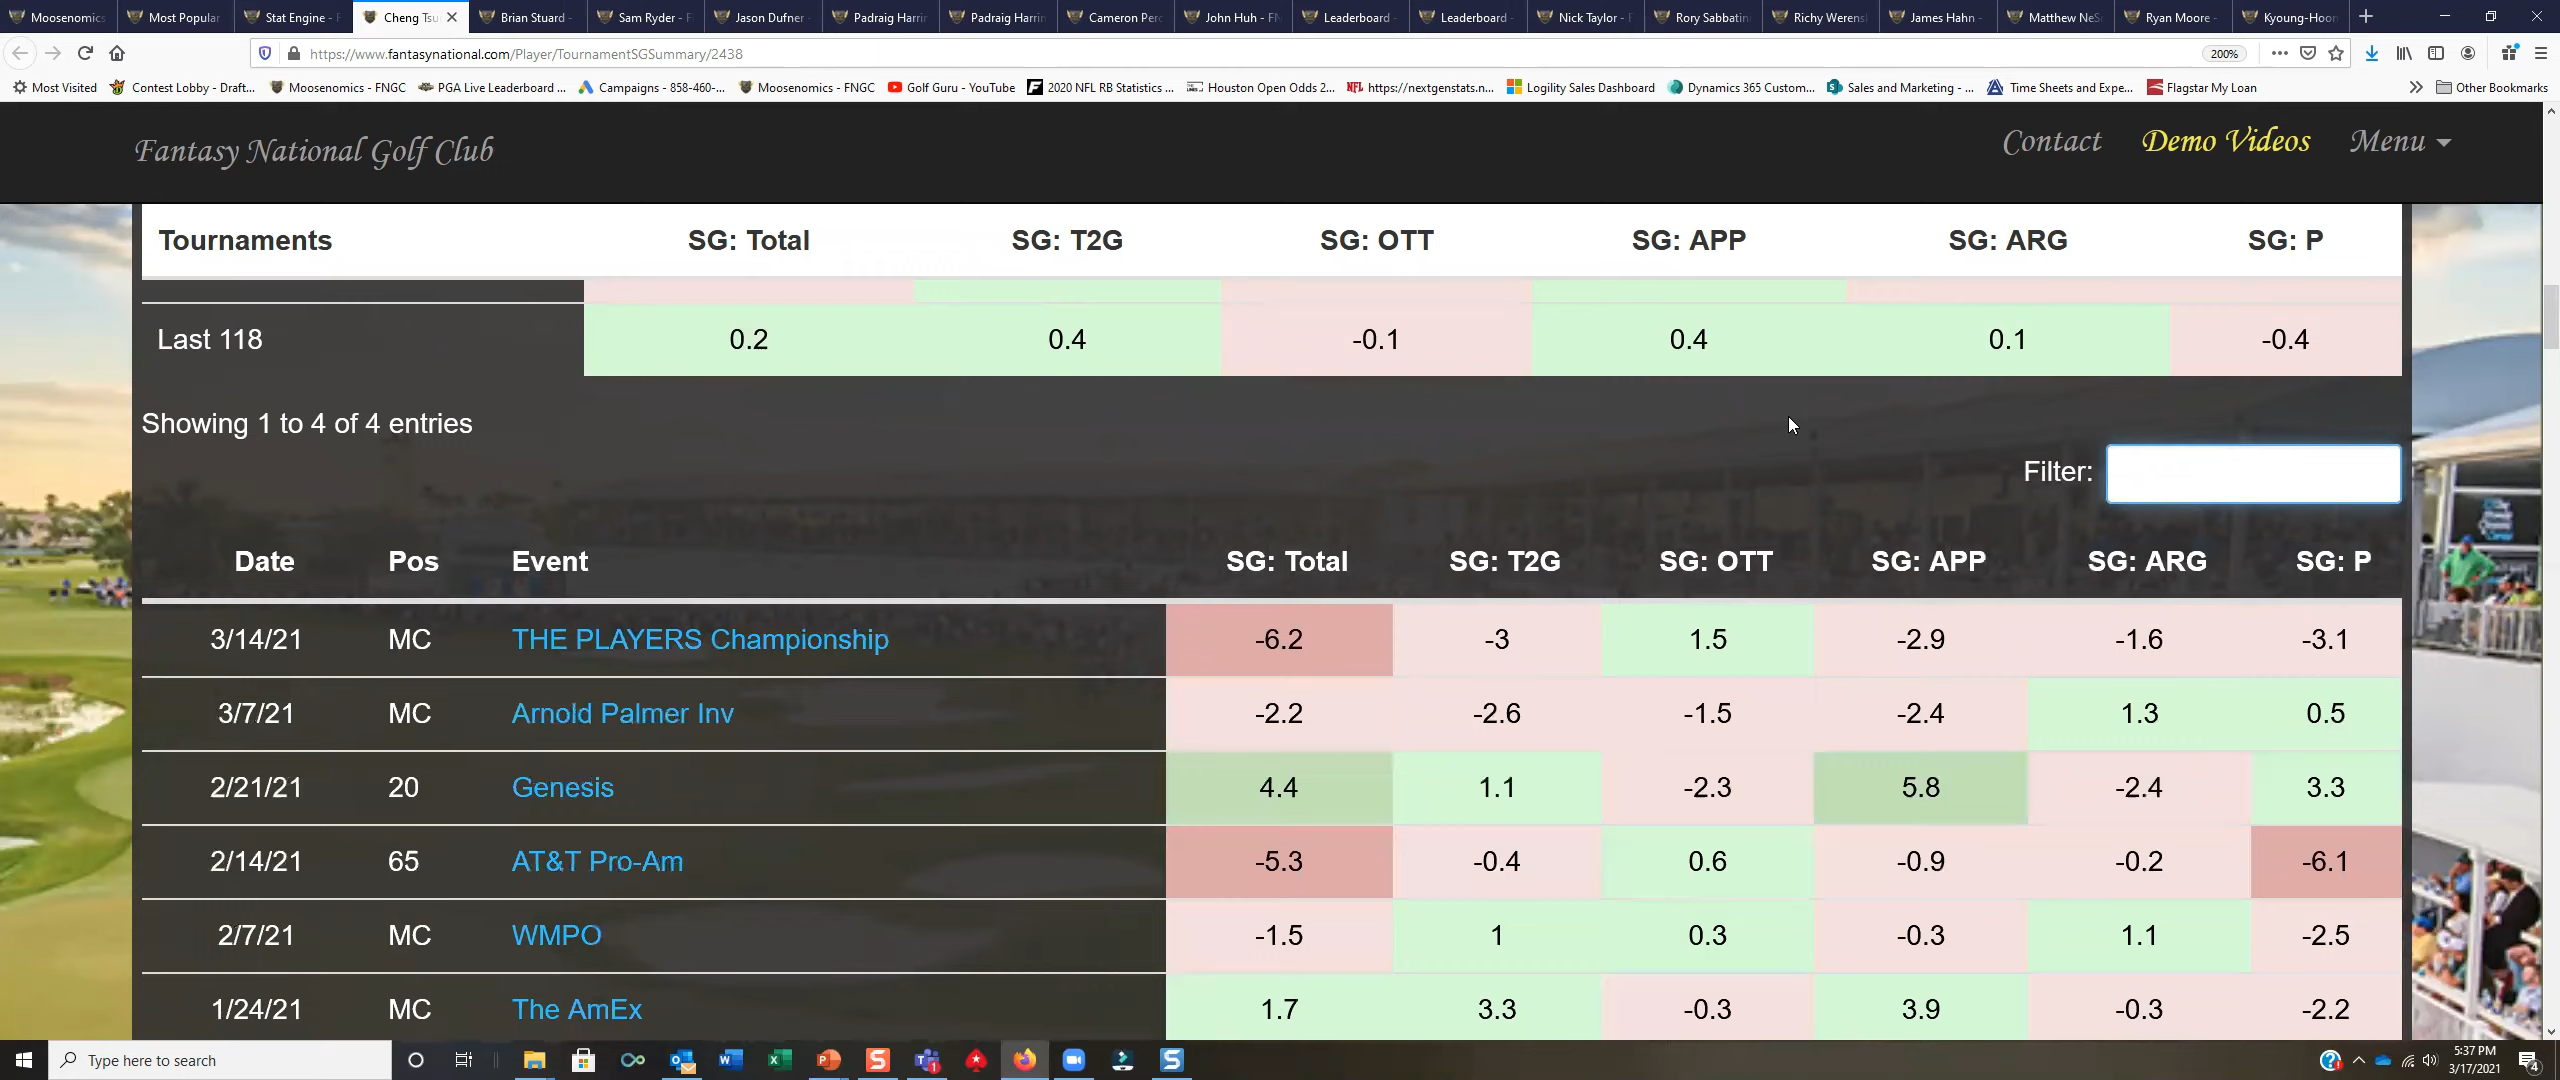 Moosenomics
Most Popular
Stat Engine - F
Cheng Tsu
Brian Stuard -
Sam Ryder - F
Jason Dufner -
Padraig Harrin
Padraig Harrin
Cameron Perc
John Huh - FN
Leaderboard -
Leaderboard -
Nick Taylor - F
Rory Sabbatin
Richy Werensk
James Hahn -
Matthew NeS
Ryan Moore -
Kyoung-Hoon
https://www.fantasynational.com/Player/TournamentSGSummary/2438
200%
Most Visited
Contest Lobby - Draft...
Moosenomics - FNGC
PGA Live Leaderboard ...
Campaigns - 858-460-...
Moosenomics - FNGC
Golf Guru - YouTube
2020 NFL RB Statistics ...
Houston Open Odds 2...
https://nextgenstats.n...
Logility Sales Dashboard
Dynamics 365 Custom...
Sales and Marketing - ...
Time Sheets and Expe...
Flagstar My Loan
Other Bookmarks
Fantasy National Golf Club
Contact Demo Videos Menu
Tournaments SG: Total SG: T2G SG: OTT SG: APP SG: ARG SG: P
Last 118 0.2 0.4 -0.1 0.4 0.1 -0.4
Showing 1 to 4 of 4 entries
Filter:
Date Pos Event SG: Total SG: T2G SG: OTT SG: APP SG: ARG SG: P
3/14/21 MC THE PLAYERS Championship -6.2 -3 1.5 -2.9 -1.6 -3.1
3/7/21 MC Arnold Palmer Inv -2.2 -2.6 -1.5 -2.4 1.3 0.5
2/21/21 20 Genesis 4.4 1.1 -2.3 5.8 -2.4 3.3
2/14/21 65 AT&T Pro-Am -5.3 -0.4 0.6 -0.9 -0.2 -6.1
2/7/21 MC WMPO -1.5 1 0.3 -0.3 1.1 -2.5
1/24/21 MC The AmEx 1.7 3.3 -0.3 3.9 -0.3 -2.2
Type here to search
5:37 PM
3/17/2021
4